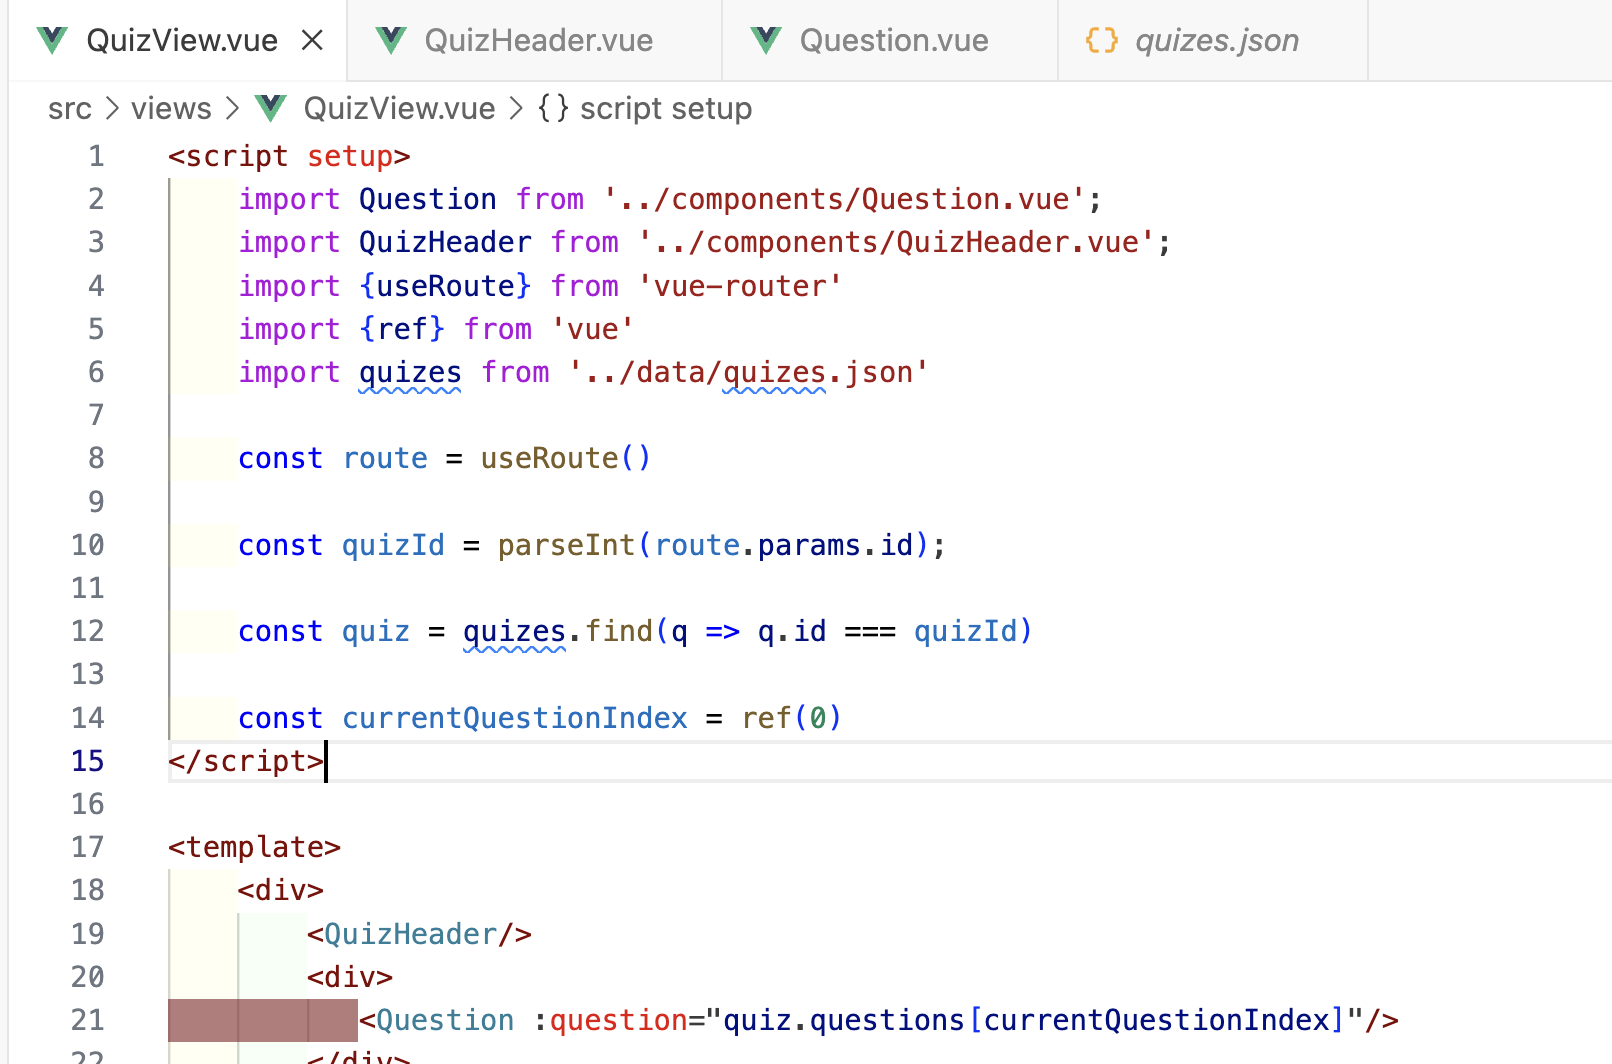 QuizView.vue QuizHeader.vue Question.vue {} quizes.json
src > views > QuizView.vue > {} script setup
1 <script setup>
2 import Question from '../components/Question.vue';
3 import QuizHeader from '../components/QuizHeader.vue';
4 import {useRoute} from 'vue-router'
5 import {ref} from 'vue'
6 import quizes from '../data/quizes.json'
7
8 const route = useRoute()
9
10 const quizId = parseInt(route.params.id);
11
12 const quiz = quizes.find(q => q.id === quizId)
13
14 const currentQuestionIndex = ref(0)
15 </script>
16
17 <template>
18 <div>
19 <QuizHeader/>
20 <div>
21 <Question :question="quiz.questions[currentQuestionIndex]"/>
22 </div>